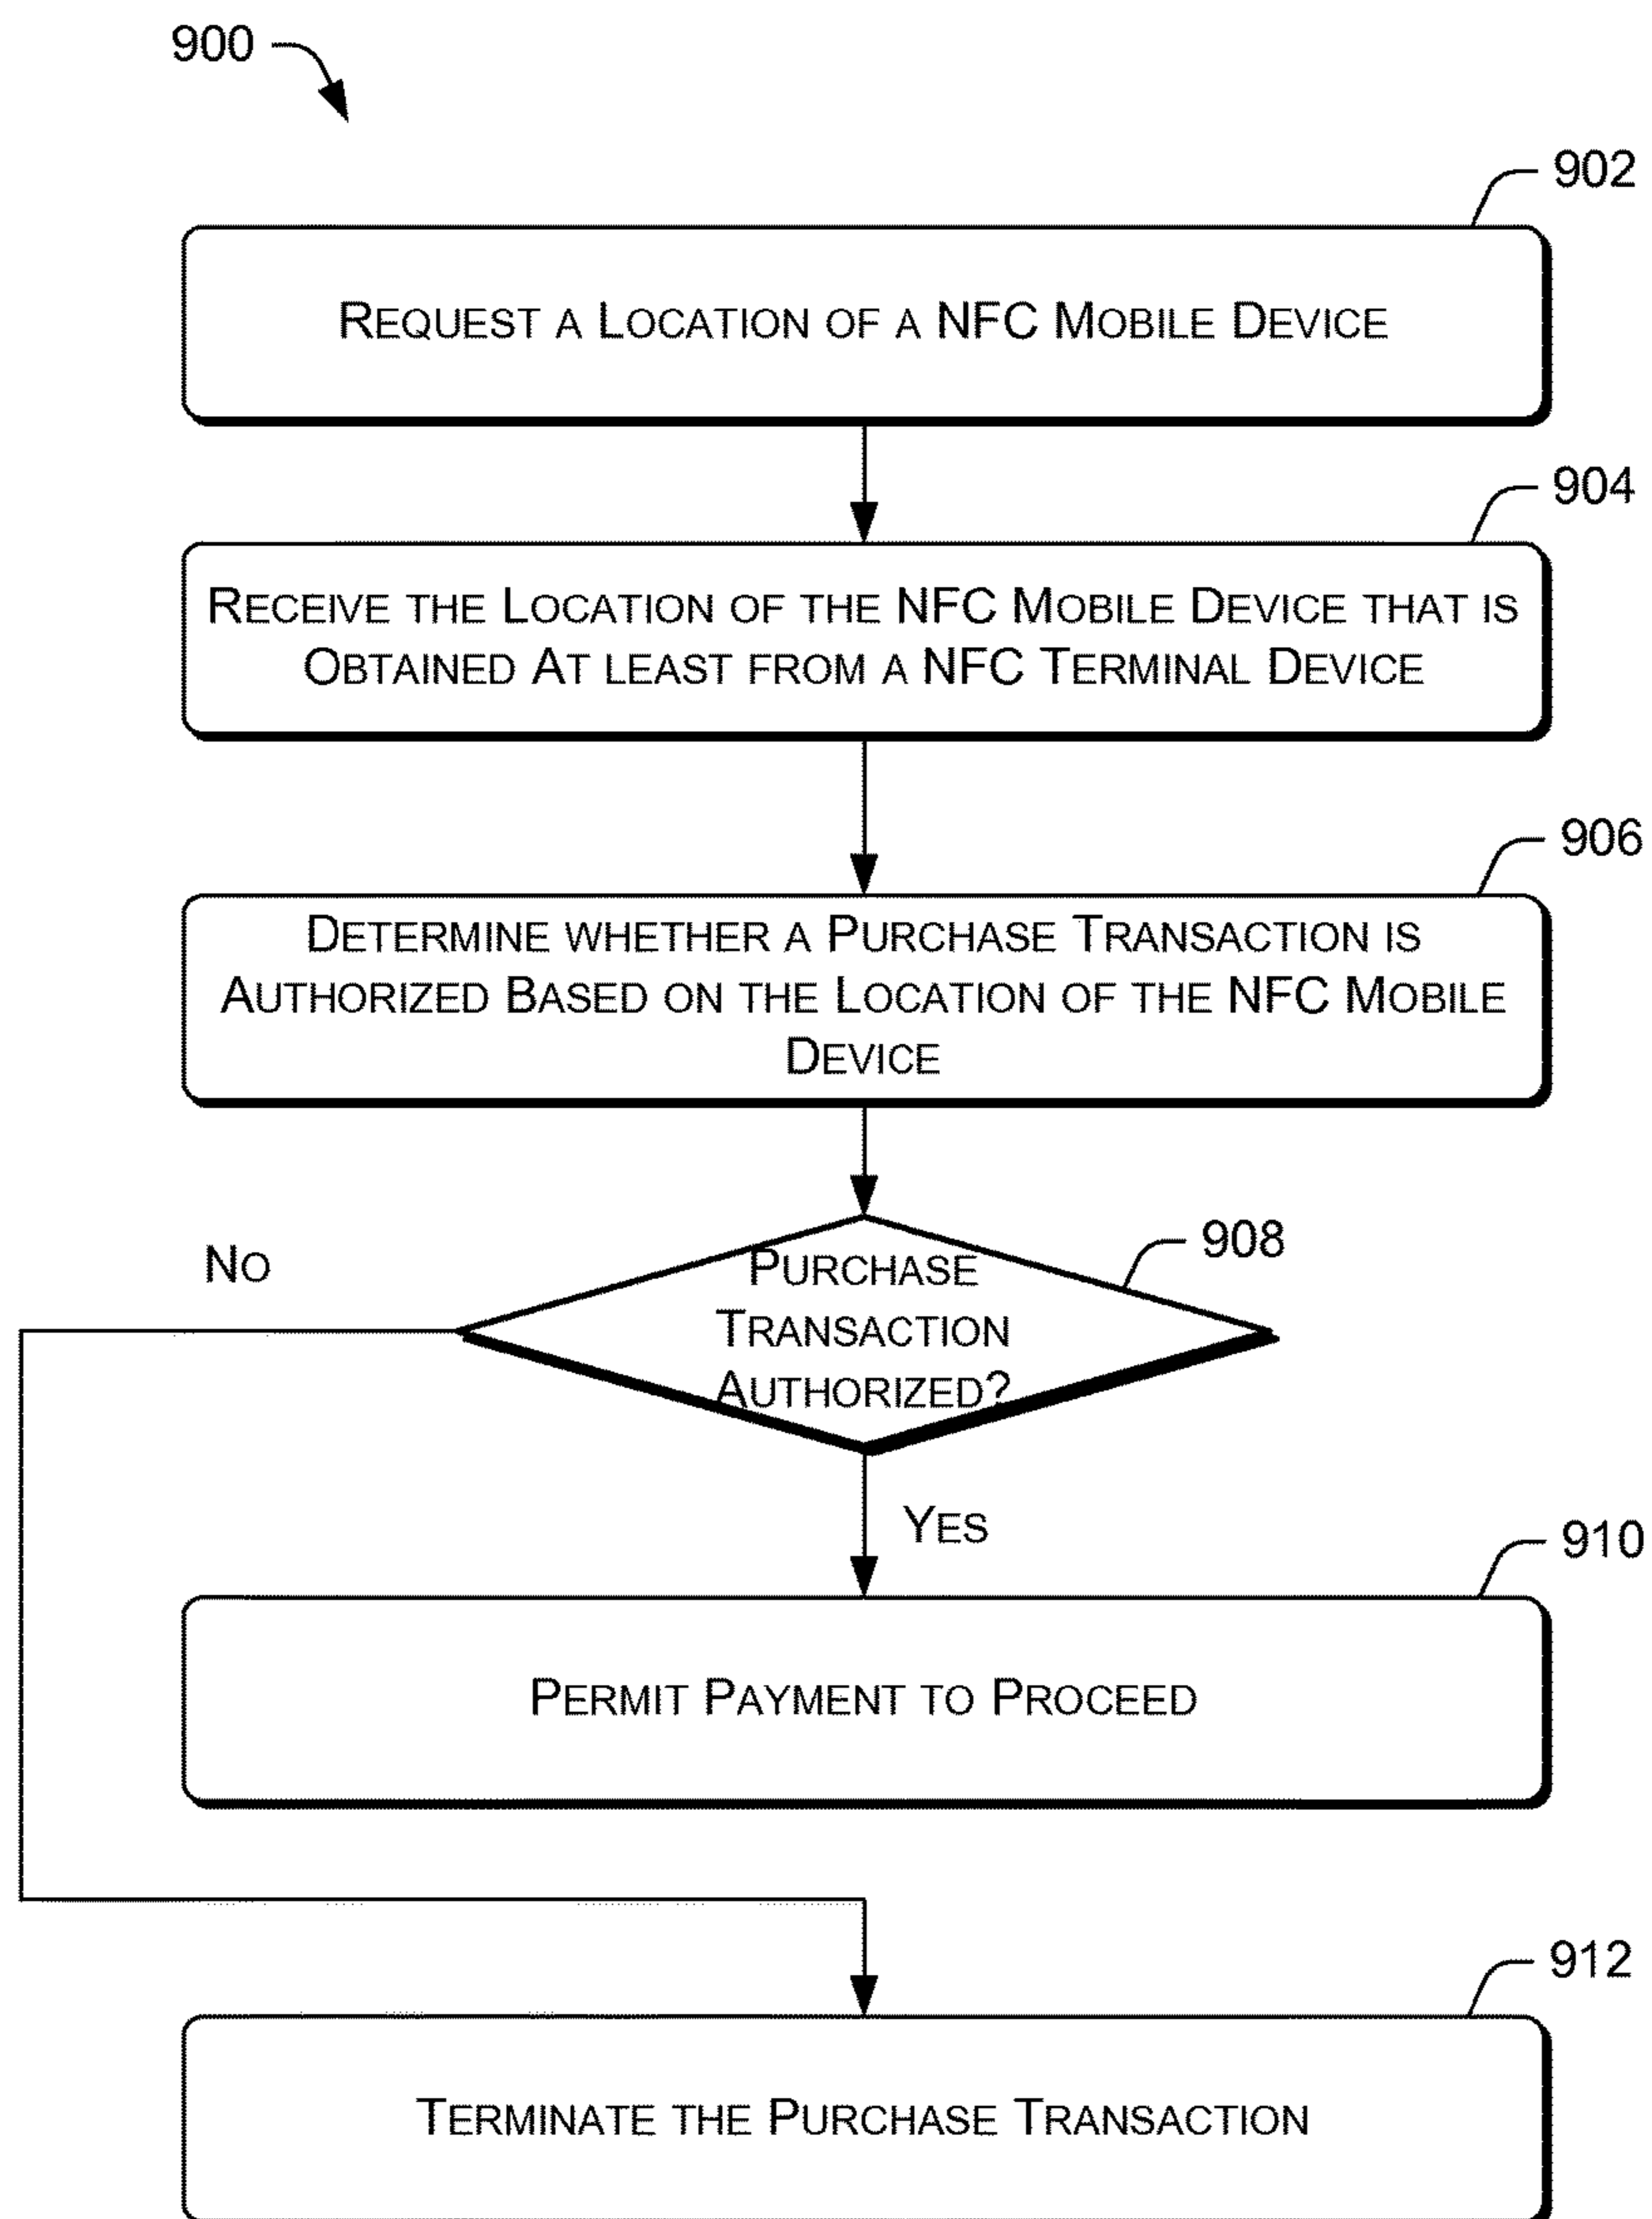 900
902
REQUEST A LOCATION OF A NFC MOBILE DEVICE
904
RECEIVE THE LOCATION OF THE NFC MOBILE DEVICE THAT IS
OBTAINED AT LEAST FROM A NFC TERMINAL DEVICE
906
DETERMINE WHETHER A PURCHASE TRANSACTION IS
AUTHORIZED BASED ON THE LOCATION OF THE NFC MOBILE
DEVICE
908
NO
PURCHASE
TRANSACTION
AUTHORIZED?
YES
910
PERMIT PAYMENT TO PROCEED
912
TERMINATE THE PURCHASE TRANSACTION